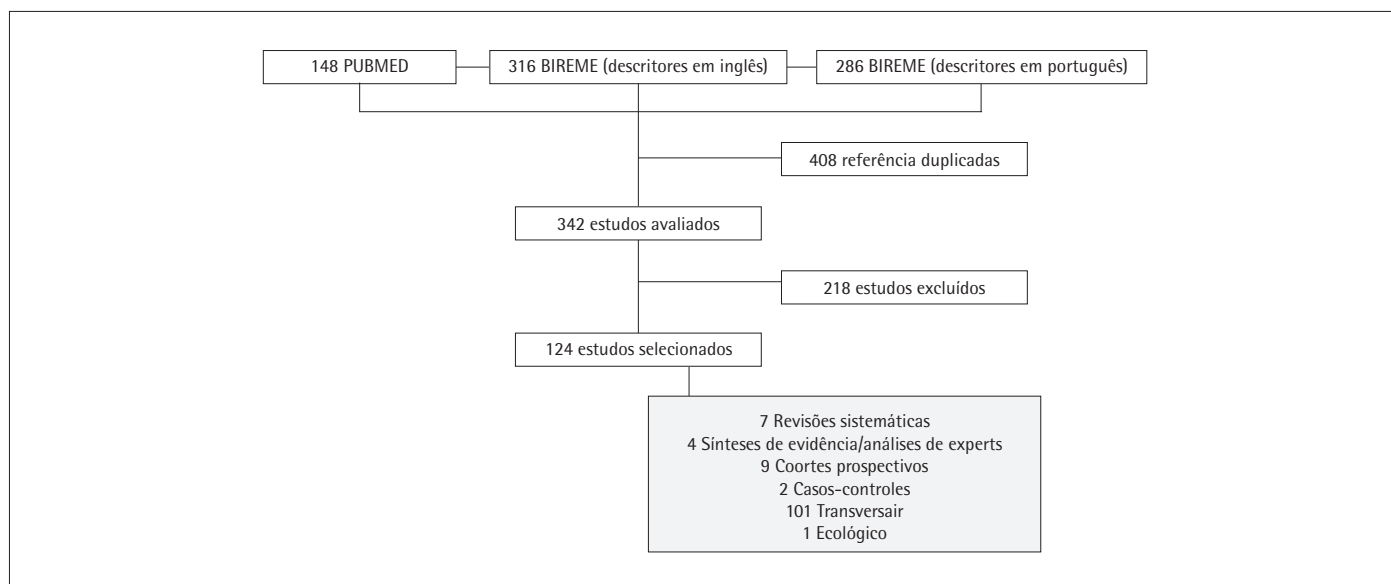 148 PUBMED
316 BIREME (descritores em inglês)
286 BIREME (descritores em português)
408 referência duplicadas
342 estudos avaliados
218 estudos excluídos
124 estudos selecionados
7 Revisões sistemáticas
4 Sínteses de evidência/análises de experts
9 Coortes prospectivos
2 Casos-controles
101 Transversair
1 Ecológico